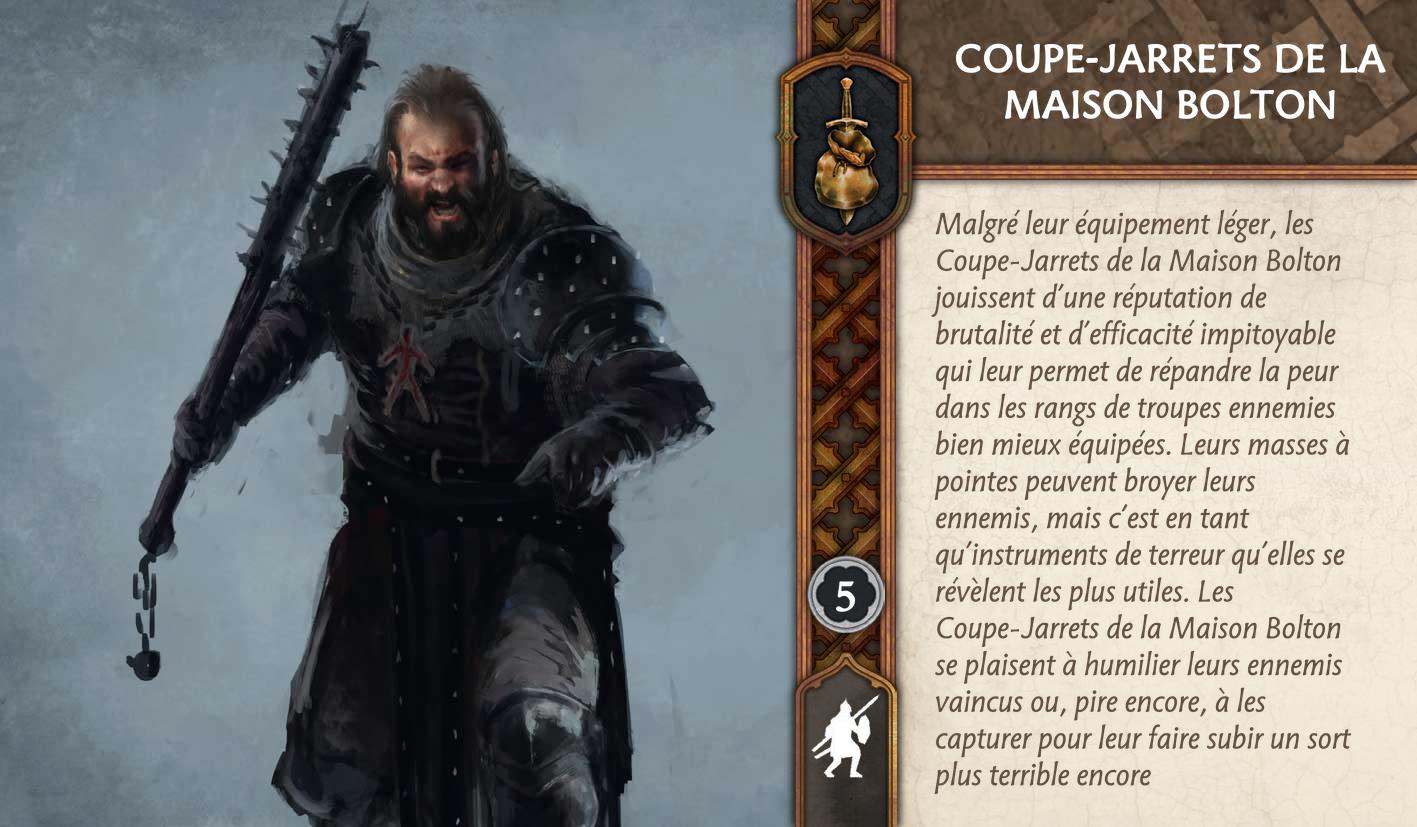 COUPE-JARRETS DE LA
MAISON BOLTON
Malgré leur équipement léger, les
Coupe-Jarrets de la Maison Bolton
jouissent d'une réputation de
brutalité et d'efficacité impitoyable
qui leur permet de répandre la peur
dans les rangs de troupes ennemies
bien mieux équipées. Leurs masses à
pointes peuvent broyer leurs
ennemis, mais c'est en tant
qu'instruments de terreur qu'elles se
révèlent les plus utiles. Les
Coupe-Jarrets de la Maison Bolton
se plaisent à humilier leurs ennemis
vaincus ou, pire encore, à les
capturer pour leur faire subir un sort
plus terrible encore
5